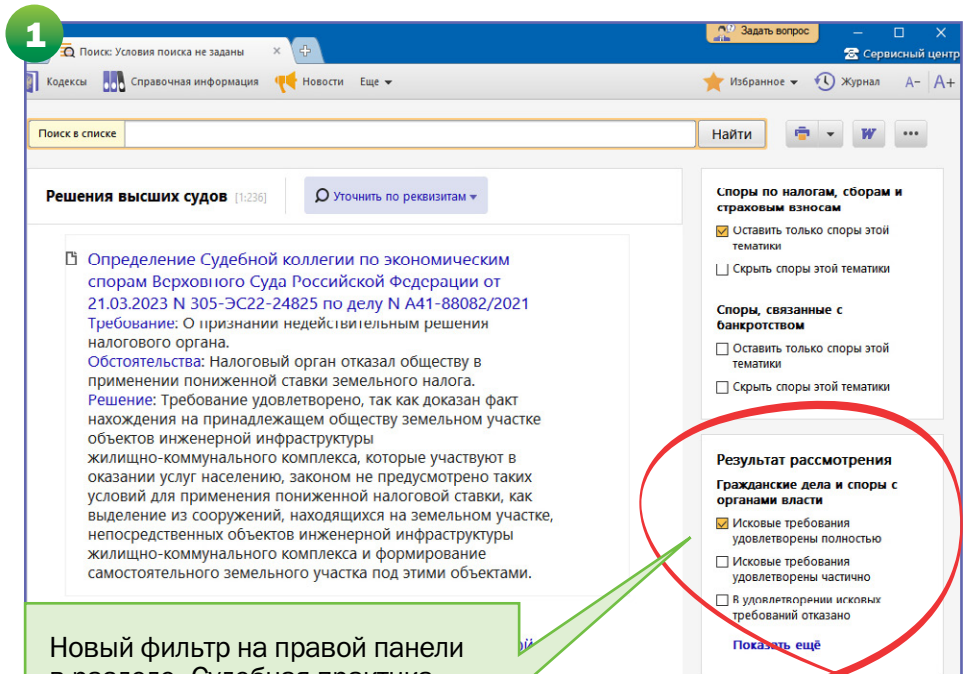 1
Задать вопрос
Поиск: Условия поиска не заданы
Сервисный центр
Кодексы Справочная информация Новости Еще
Избранное Журнал A- A+
Поиск в списке Найти W
Решения высших судов [1:236] Уточнить по реквизитам
Определение Судебной коллегии по экономическим
спорам Верховного Суда Российской Федерации от
21.03.2023 N 305-ЭС22-24825 по делу N А41-88082/2021
Требование: О признании недействительным решения
налогового органа.
Обстоятельства: Налоговый орган отказал обществу в
применении пониженной ставки земельного налога.
Решение: Требование удовлетворено, так как доказан факт
нахождения на принадлежащем обществу земельном участке
объектов инженерной инфраструктуры
жилищно-коммунального комплекса, которые участвуют в
оказании услуг населению, законом не предусмотрено таких
условий для применения пониженной налоговой ставки, как
выделение из сооружений, находящихся на земельном участке,
непосредственных объектов инженерной инфраструктуры
жилищно-коммунального комплекса и формирование
самостоятельного земельного участка под этими объектами.
Споры по налогам, сборам и
страховым взносам
Оставить только споры этой
тематики
Скрыть споры этой тематики
Споры, связанные с
банкротством
Оставить только споры этой
тематики
Скрыть споры этой тематики
Результат рассмотрения
Гражданские дела и споры с
органами власти
Исковые требования
удовлетворены полностью
Исковые требования
удовлетворены частично
В удовлетворении исковых
требований отказано
Показать ещё
Новый фильтр на правой панели
в разделе Судебная практика